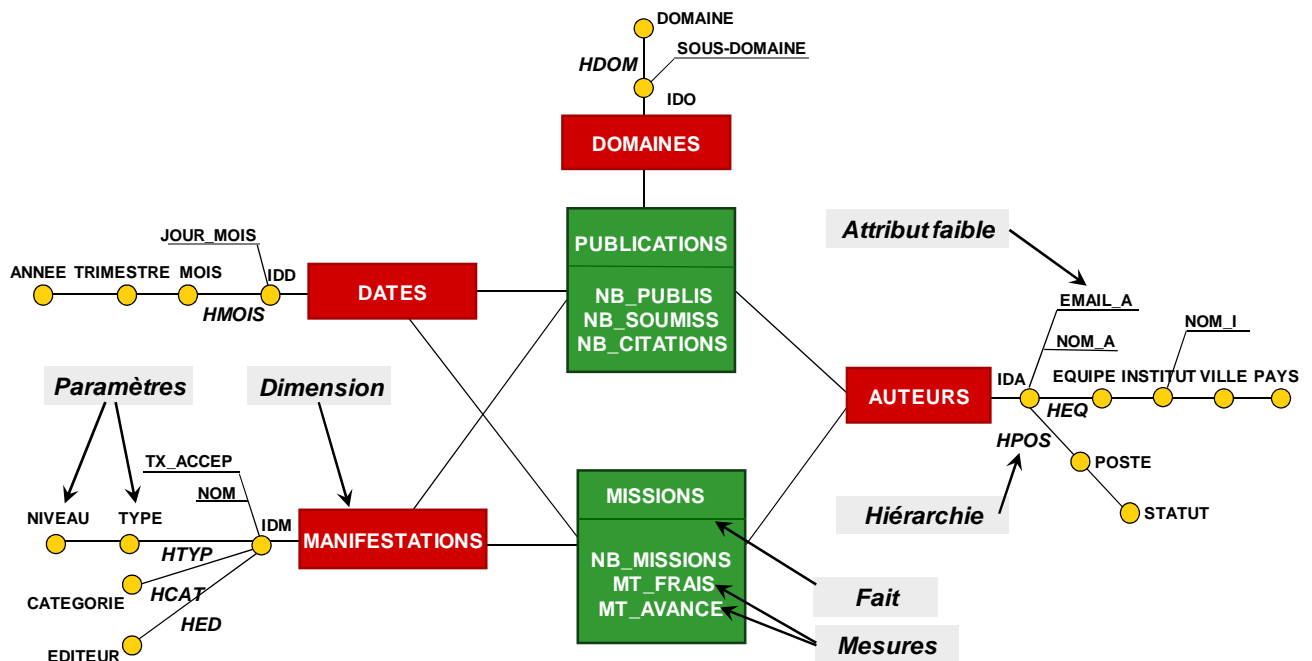 DOMAINE
SOUS-DOMAINE
HDOM
IDO
DOMAINES
PUBLICATIONS
NB_PUBLIS
NB_SOUMISS
NB_CITATIONS
JOUR_MOIS
ANNEE TRIMESTRE MOIS IDD
HMOIS
DATES
Attribut faible
EMAIL_A
NOM_A
NOM_I
IDA EQUIPE INSTITUT VILLE PAYS
HEQ
AUTEURS
HPOS
POSTE
STATUT
Hiérarchie
Paramètres
Dimension
TX_ACCEP
NOM
NIVEAU TYPE IDM
HTYP
MANIFESTATIONS
CATEGORIE
HCAT
HED
EDITEUR
MISSIONS
NB_MISSIONS
MT_FRAIS
MT_AVANCE
Fait
Mesures